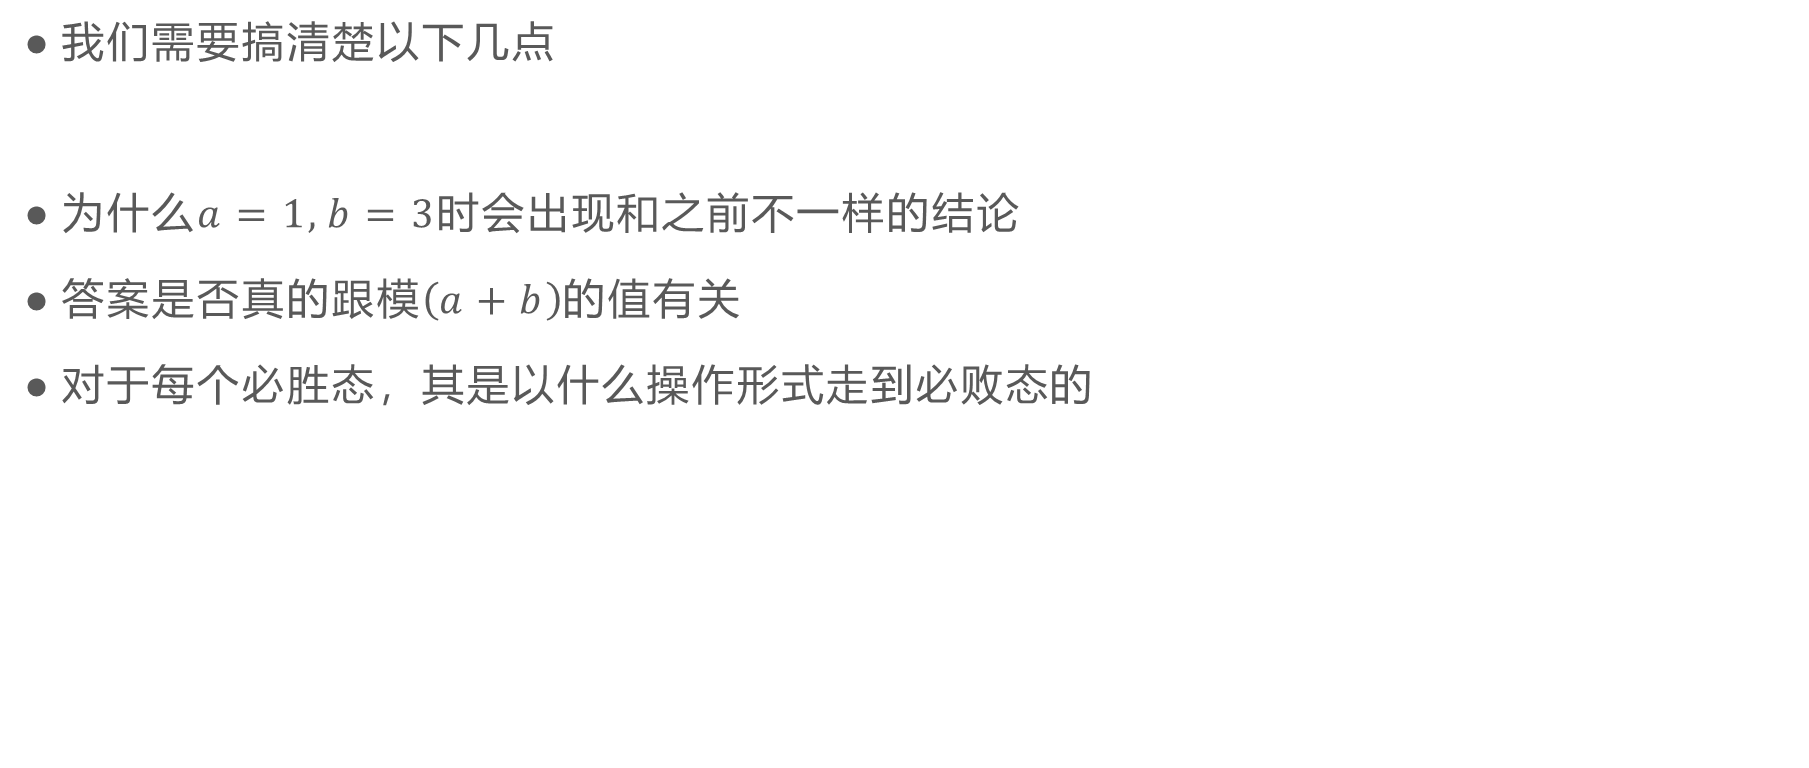 • 我们需要搞清楚以下几点
• 为什么a = 1, b = 3时会出现和之前不一样的结论
• 答案是否真的跟模(a + b)的值有关
• 对于每个必胜态，其是以什么操作形式走到必败态的